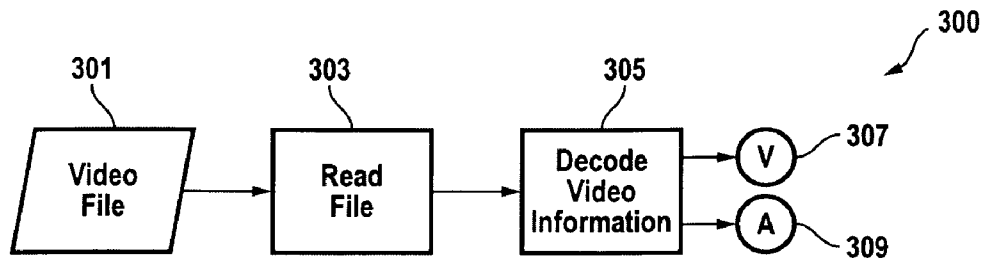 300
301
303
305
Video
File
Read
File
Decode
Video
Information
V
307
A
309